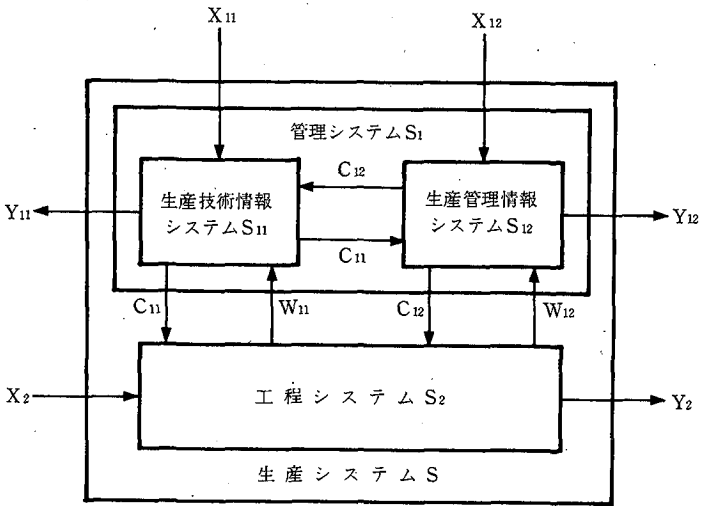 X11
X12
管理システムS1
C12
生産技術情報
システムS11
生産管理情報
システムS12
Y11
Y12
C11
C11
W11
C12
W12
X2
工程システムS2
Y2
生産システムS